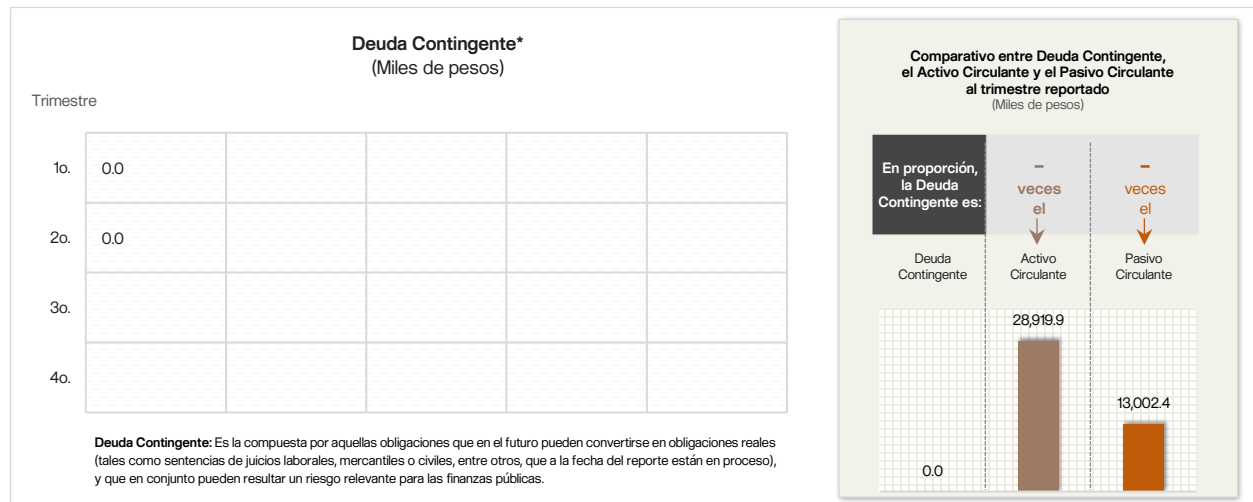 Deuda Contingente*
(Miles de pesos)
Trimestre
1o. 0.0
2o. 0.0
3o.
4o.
Deuda Contingente: Es la compuesta por aquellas obligaciones que en el futuro pueden convertirse en obligaciones reales
(tales como sentencias de juicios laborales, mercantiles o civiles, entre otros, que a la fecha del reporte están en proceso),
y que en conjunto pueden resultar un riesgo relevante para las finanzas públicas.
Comparativo entre Deuda Contingente,
el Activo Circulante y el Pasivo Circulante
al trimestre reportado
(Miles de pesos)
En proporción,
la Deuda
Contingente es:
–
veces
el
–
veces
el
Deuda
Contingente
Activo
Circulante
Pasivo
Circulante
28,919.9
13,002.4
0.0